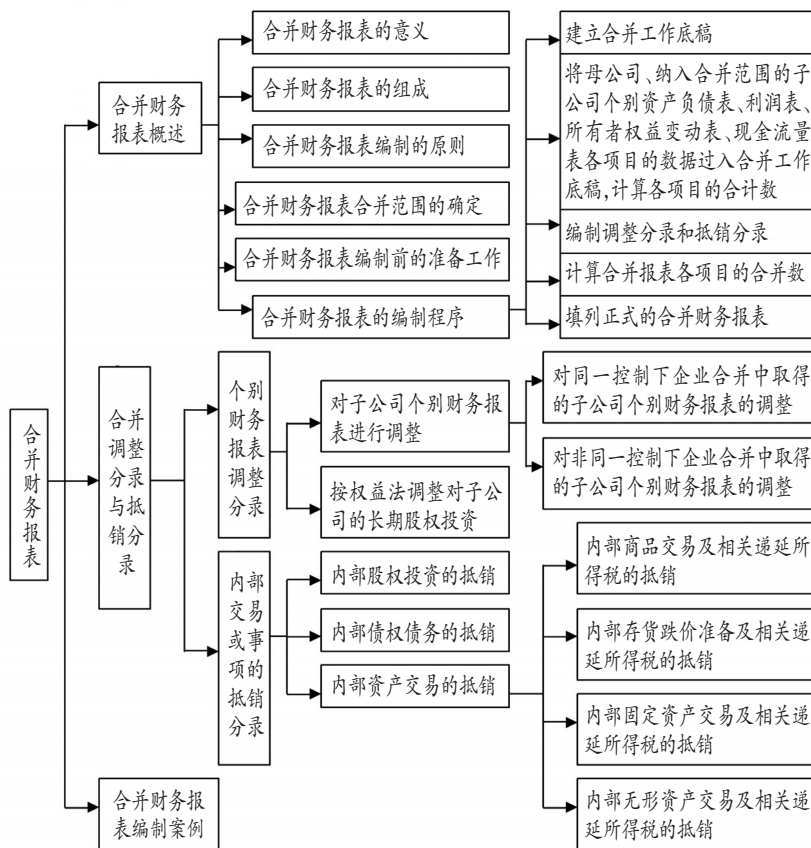 合并财务报表
合并财务
报表概述
合并财务报表的意义
合并财务报表的组成
合并财务报表编制的原则
合并财务报表合并范围的确定
合并财务报表编制前的准备工作
合并财务报表的编制程序
建立合并工作底稿
将母公司、纳入合并范围的子
公司个别资产负债表、利润表、
所有者权益变动表、现金流量
表各项目的数据过入合并工作
底稿,计算各项目的合计数
编制调整分录和抵销分录
计算合并报表各项目的合并数
填列正式的合并财务报表
合并
调整
分录
与抵
销分
录
个别
财务
报表
调整
分录
对子公司个别财务报
表进行调整
对同一控制下企业合并中取得
的子公司个别财务报表的调整
对非同一控制下企业合并中取得
的子公司个别财务报表的调整
按权益法调整对子公
司的长期股权投资
内部
交易
或事
项的
抵销
分录
内部股权投资的抵销
内部债权债务的抵销
内部资产交易的抵销
内部商品交易及相关递延所
得税的抵销
内部存货跌价准备及相关递
延所得税的抵销
内部固定资产交易及相关递
延所得税的抵销
内部无形资产交易及相关递
延所得税的抵销
合并财务报
表编制案例